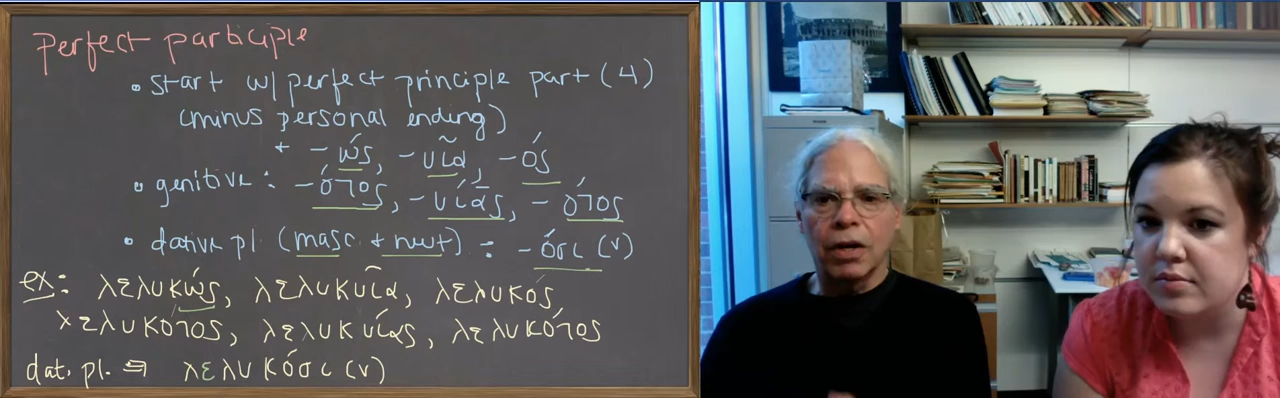 Perfect participle
• start w/ perfect principle part (4)
(minus personal ending)
+ -ώς, -υῖα, -ός
• genitive: -ότος, -υίᾱς, -ότος
• dative pl (masc + neut) = -όσι (ν)
ex: λελυκώς, λελυκυῖα, λελυκός,
λελυκότος, λελυκυίας, λελυκότος
dat. pl. ⇒ λελυκόσι (ν)